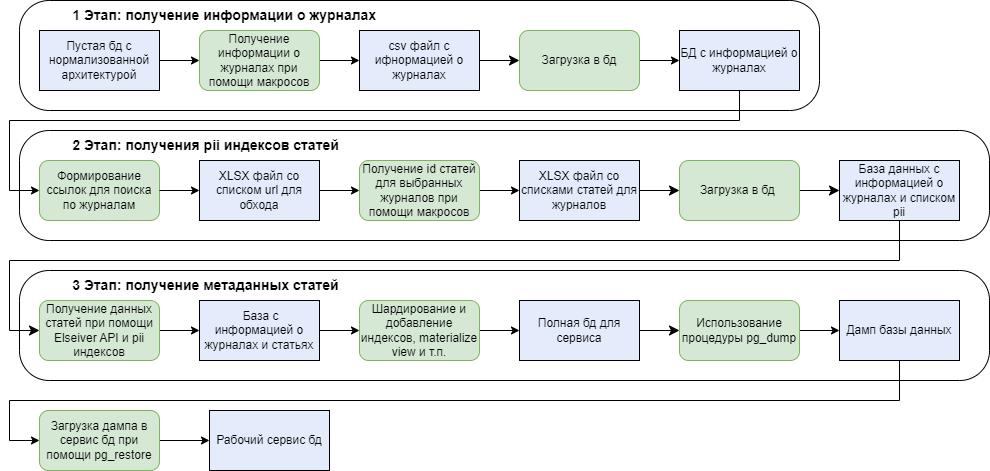 1 Этап: получение информации о журналах
Пустая бд с
нормализованной
архитектурой
Получение
информации о
журналах при
помощи макросов
csv файл с
ифнормацией о
журналах
Загрузка в бд
БД с информацией о
журналах
2 Этап: получения pii индексов статей
Формирование
ссылок для поиска
по журналам
XLSX файл со
списком url для
обхода
Получение id статей
для выбранных
журналов при
помощи макросов
XLSX файл со
списками статей для
журналов
Загрузка в бд
База данных с
информацией о
журналах и списком
pii
3 Этап: получение метаданных статей
Получение данных
статей при помощи
Elseiver API и pii
индексов
База с
информацией о
журналах и статьях
Шардирование и
добавление
индексов, materialize
view и т.п.
Полная бд для
сервиса
Использование
процедуры pg_dump
Дамп базы данных
Загрузка дампа в
сервис бд при
помощи pg_restore
Рабочий сервис бд